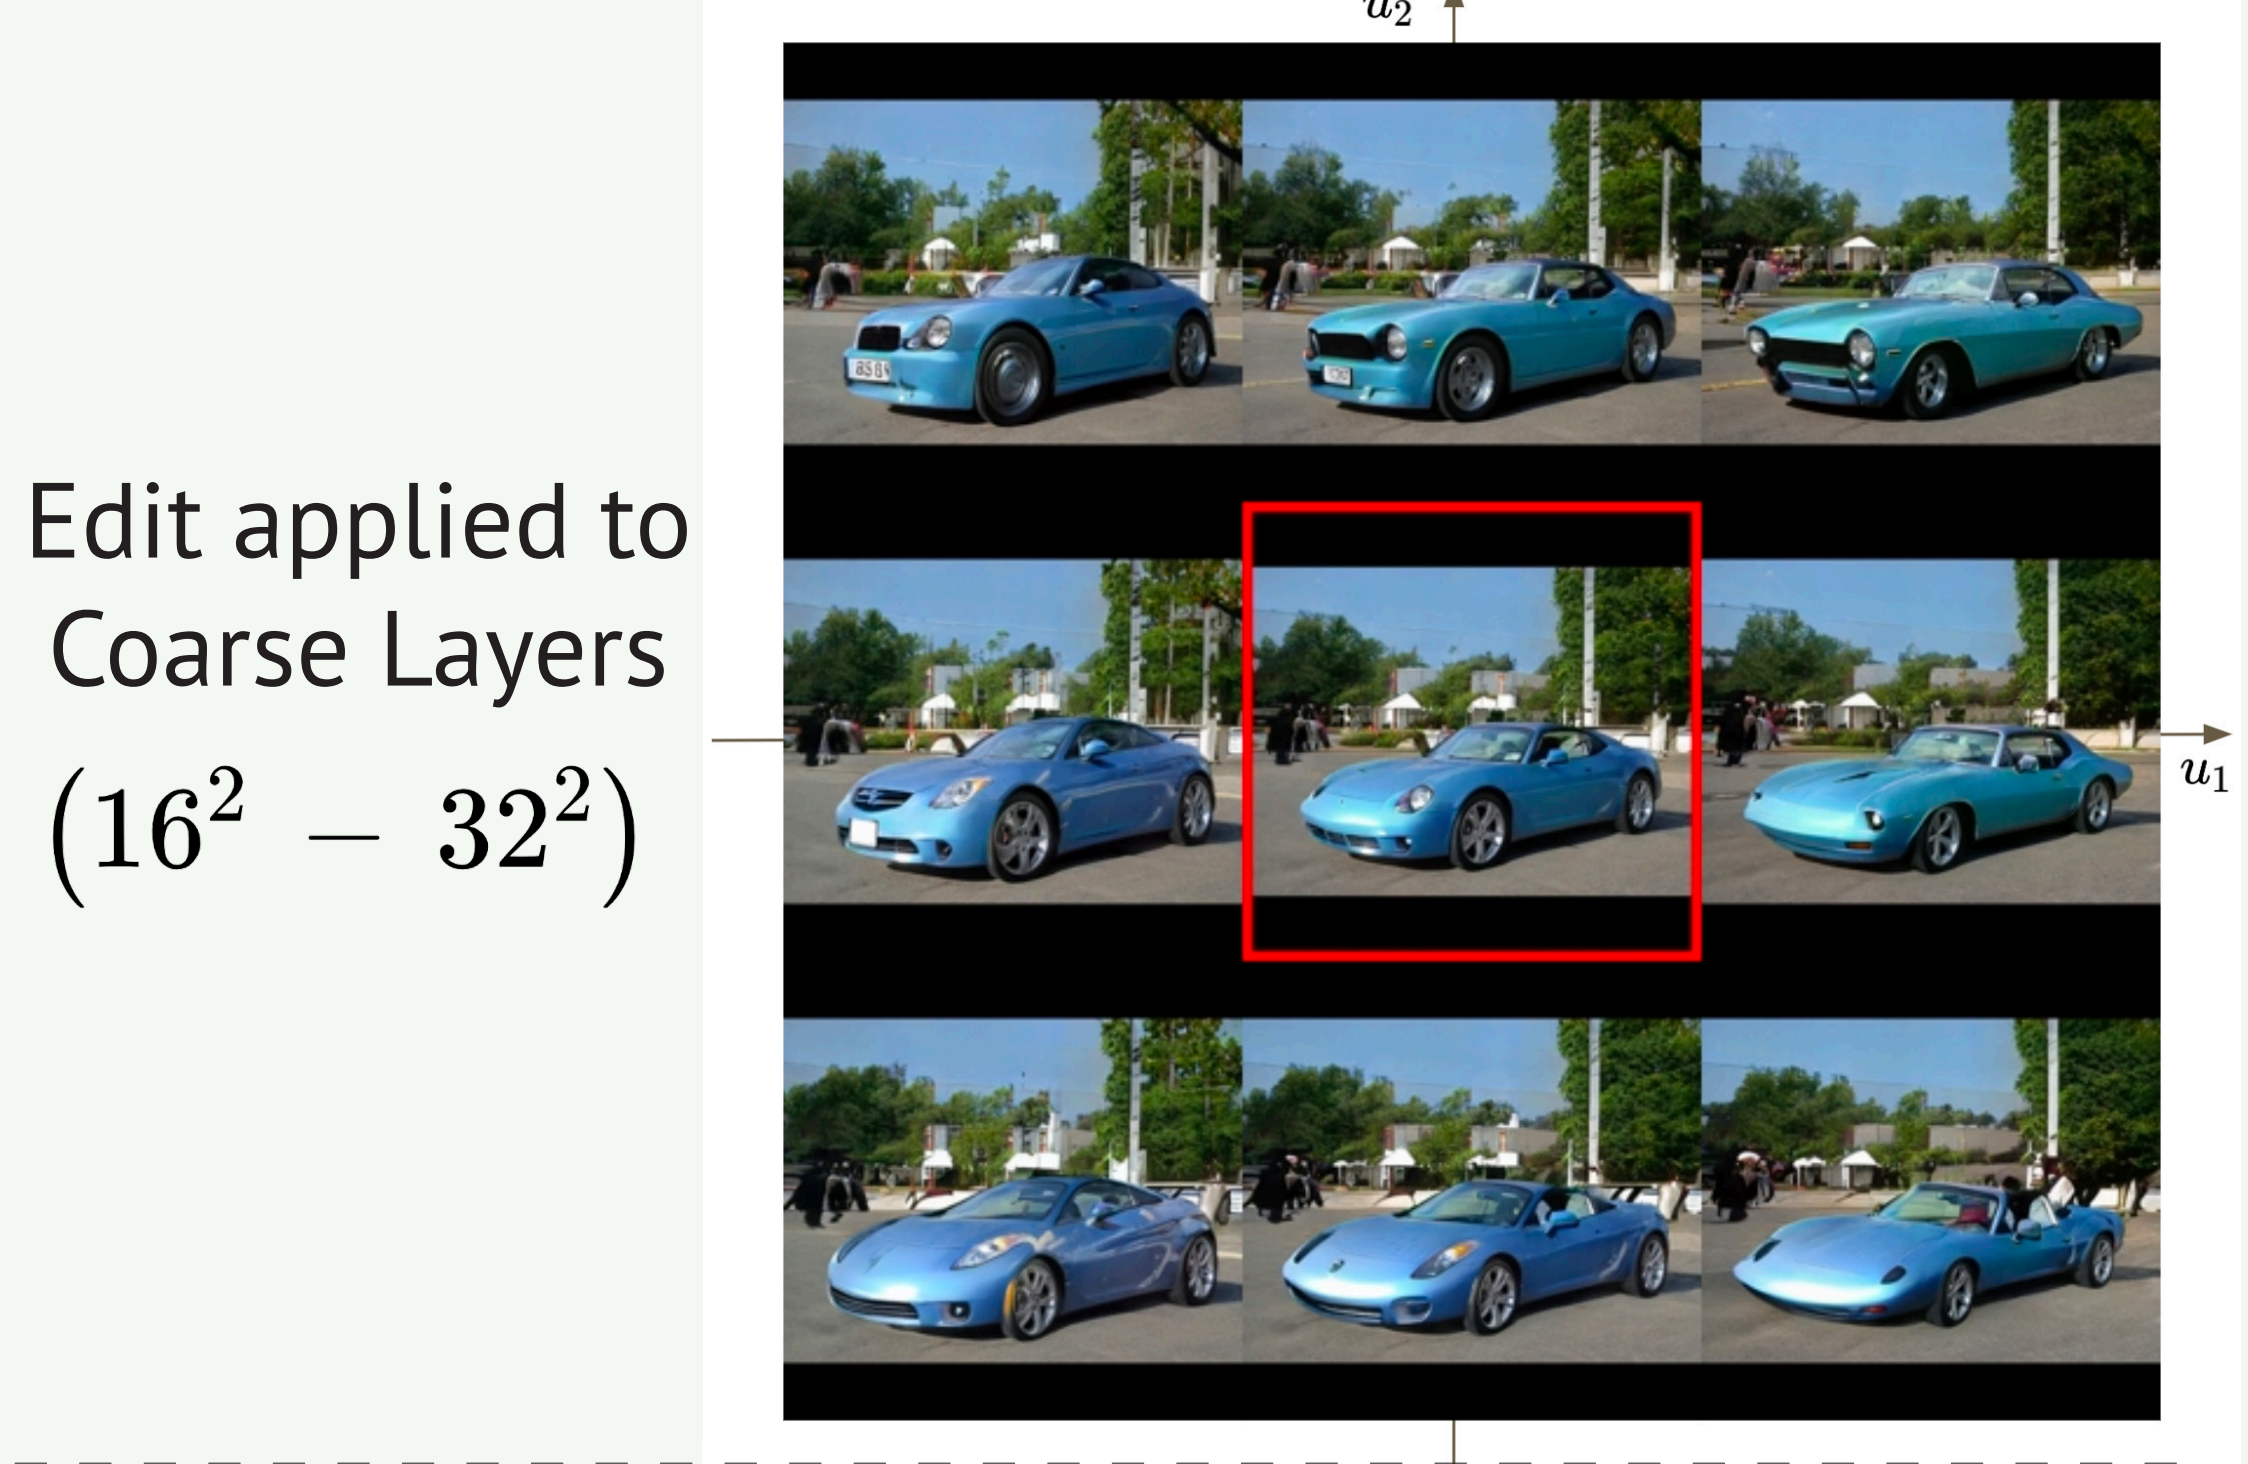 u₂
Edit applied to
Coarse Layers
(16² − 32²)
u₁